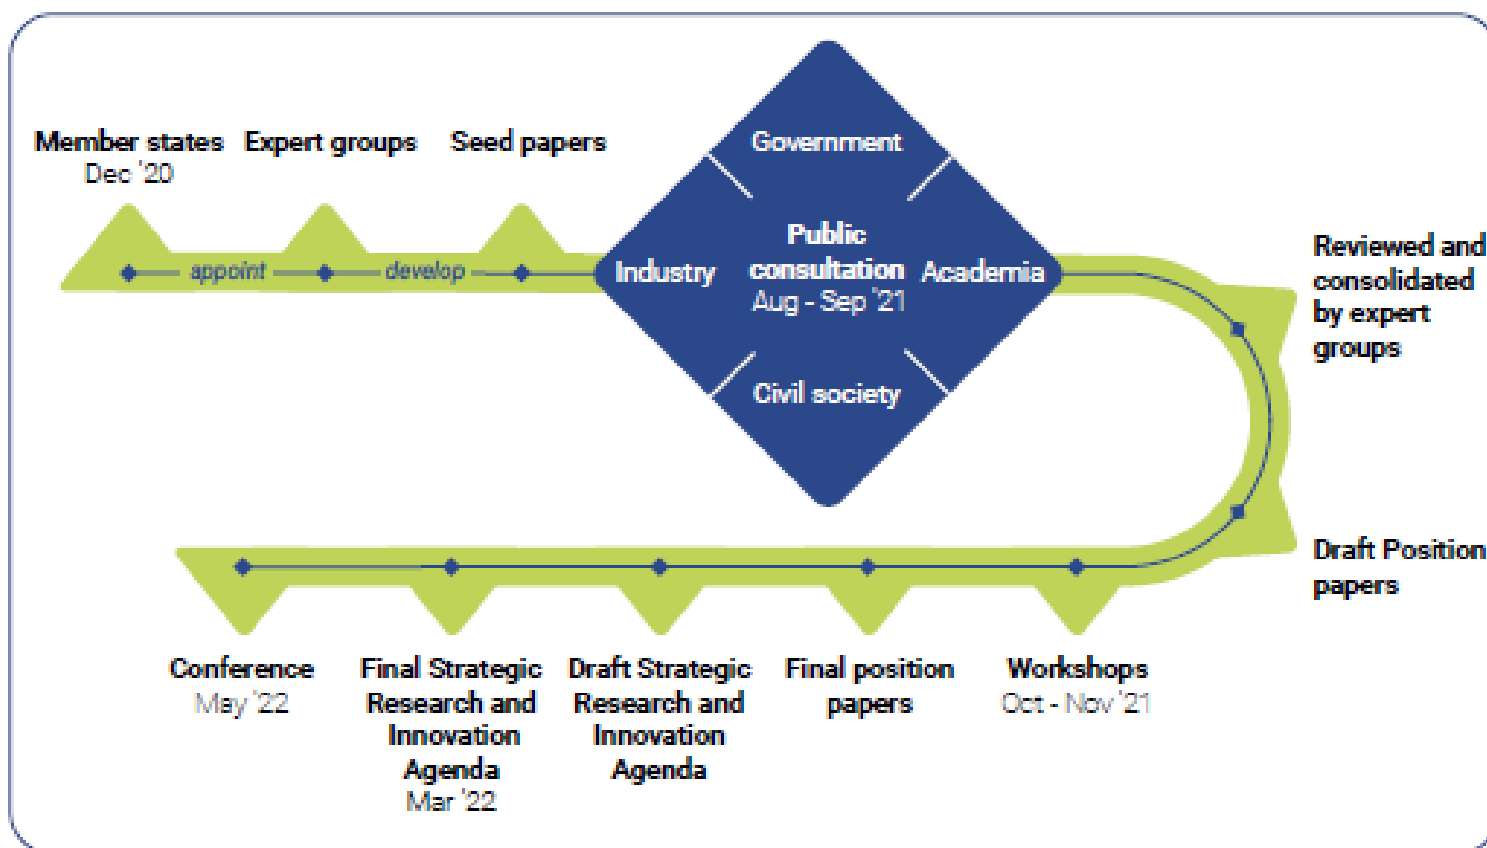 Member states
Dec '20
Expert groups
Seed papers
appoint
develop
Government
Industry
Public
consultation
Aug - Sep '21
Academia
Civil society
Reviewed and
consolidated
by expert
groups
Draft Position
papers
Workshops
Oct - Nov '21
Final position
papers
Draft Strategic
Research and
Innovation
Agenda
Final Strategic
Research and
Innovation
Agenda
Mar '22
Conference
May '22